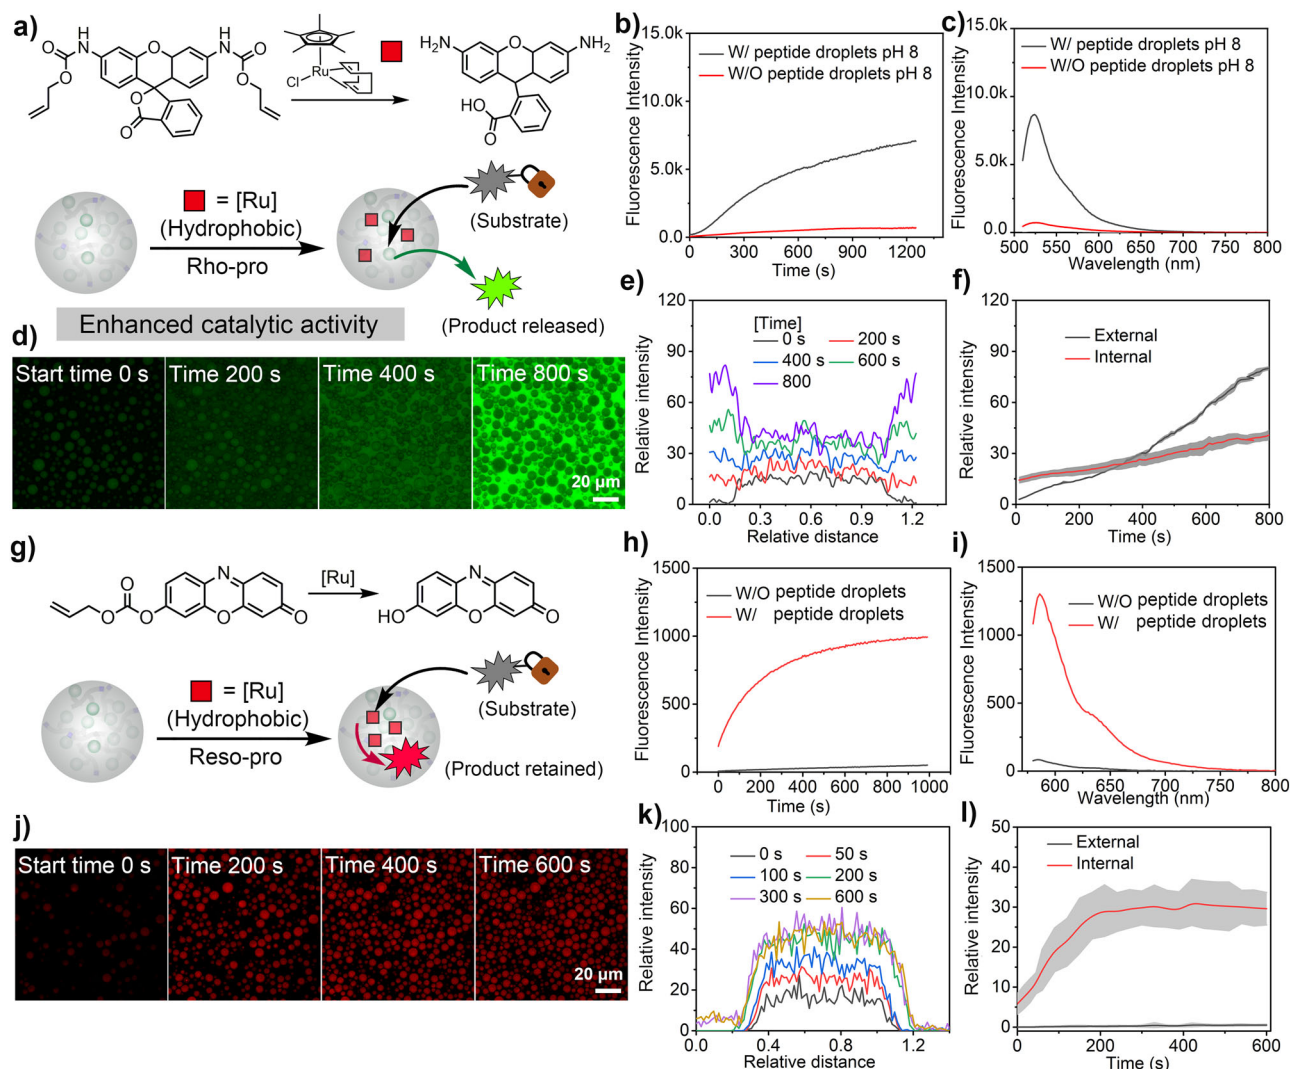 a)
H
N
O
O
O
H
N
O
O
O
O
Cl
Ru
H₂N
O
NH₂
HO
O
= [Ru]
(Hydrophobic)
Rho-pro
(Substrate)
(Product released)
Enhanced catalytic activity
b)
Fluorescence Intensity
15.0k
10.0k
5.0k
0.0
W/ peptide droplets pH 8
W/O peptide droplets pH 8
0 300 600 900 1200
Time (s)
c)
Fluorescence Intensity
15.0k
10.0k
5.0k
0.0
W/ peptide droplets pH 8
W/O peptide droplets pH 8
500 550 600 650 700 750 800
Wavelength (nm)
d)
Start time 0 s
Time 200 s
Time 400 s
Time 800 s
20 µm
e)
Relative intensity
120
90
60
30
0
[Time]
0 s 200 s
400 s 600 s
800
0.0 0.3 0.6 0.9 1.2
Relative distance
f)
Relative intensity
120
90
60
30
0
External
Internal
0 200 400 600 800
Time (s)
g)
O
O
O
N
O
O
[Ru]
HO
N
O
O
= [Ru]
(Hydrophobic)
Reso-pro
(Substrate)
(Product retained)
h)
Fluorescence Intensity
1500
1000
500
0
W/O peptide droplets
W/ peptide droplets
0 200 400 600 800 1000
Time (s)
i)
Fluorescence Intensity
1500
1000
500
0
W/O peptide droplets
W/ peptide droplets
600 650 700 750 800
Wavelength (nm)
j)
Start time 0 s
Time 200 s
Time 400 s
Time 600 s
20 µm
k)
Relative intensity
100
80
60
40
20
0
0 s 50 s
100 s 200 s
300 s 600 s
0.4 0.8 1.2
Relative distance
l)
Relative intensity
50
40
30
20
10
0
External
Internal
0 200 400 600
Time (s)